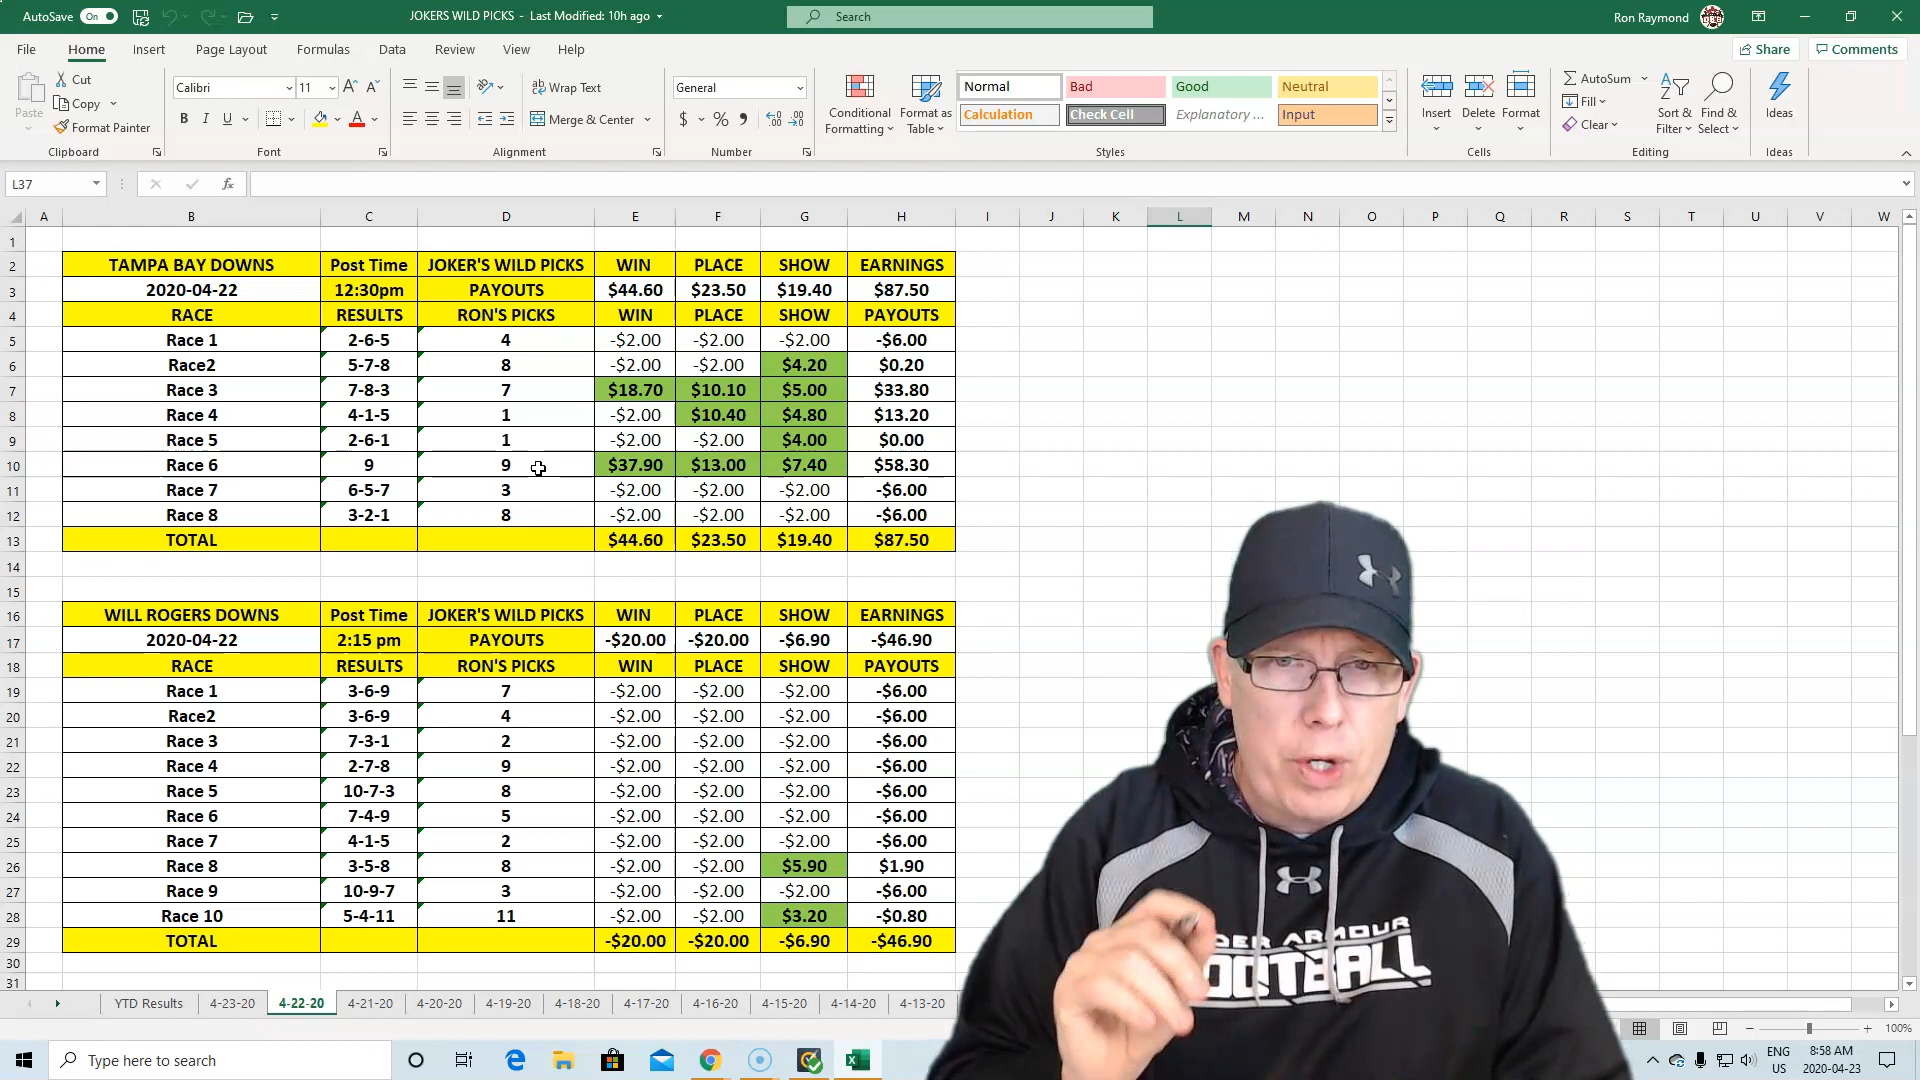 AutoSave On JOKERS WILD PICKS - Last Modified: 10h ago Search Ron Raymond
File Home Insert Page Layout Formulas Data Review View Help Share Comments
Paste Cut Copy Format Painter Clipboard
Calibri 11 B I U A Font
Wrap Text Merge & Center Alignment
General $ % Number
Conditional Formatting Format as Table
Normal Bad Good Neutral
Calculation Check Cell Explanatory ... Input
Styles
Insert Delete Format Cells
AutoSum Fill Clear Sort & Filter Find & Select Editing
Ideas Ideas
L37 fx
A B C D E F G H I J K L M N O P Q R S T U V W
1
2 TAMPA BAY DOWNS Post Time JOKER'S WILD PICKS WIN PLACE SHOW EARNINGS
3 2020-04-22 12:30pm PAYOUTS $44.60 $23.50 $19.40 $87.50
4 RACE RESULTS RON'S PICKS WIN PLACE SHOW PAYOUTS
5 Race 1 2-6-5 4 -$2.00 -$2.00 -$2.00 -$6.00
6 Race2 5-7-8 8 -$2.00 -$2.00 $4.20 $0.20
7 Race 3 7-8-3 7 $18.70 $10.10 $5.00 $33.80
8 Race 4 4-1-5 1 -$2.00 $10.40 $4.80 $13.20
9 Race 5 2-6-1 1 -$2.00 -$2.00 $4.00 $0.00
10 Race 6 9 9 $37.90 $13.00 $7.40 $58.30
11 Race 7 6-5-7 3 -$2.00 -$2.00 -$2.00 -$6.00
12 Race 8 3-2-1 8 -$2.00 -$2.00 -$2.00 -$6.00
13 TOTAL $44.60 $23.50 $19.40 $87.50
14
15
16 WILL ROGERS DOWNS Post Time JOKER'S WILD PICKS WIN PLACE SHOW EARNINGS
17 2020-04-22 2:15 pm PAYOUTS -$20.00 -$20.00 -$6.90 -$46.90
18 RACE RESULTS RON'S PICKS WIN PLACE SHOW PAYOUTS
19 Race 1 3-6-9 7 -$2.00 -$2.00 -$2.00 -$6.00
20 Race2 3-6-9 4 -$2.00 -$2.00 -$2.00 -$6.00
21 Race 3 7-3-1 2 -$2.00 -$2.00 -$2.00 -$6.00
22 Race 4 2-7-8 9 -$2.00 -$2.00 -$2.00 -$6.00
23 Race 5 10-7-3 8 -$2.00 -$2.00 -$2.00 -$6.00
24 Race 6 7-4-9 5 -$2.00 -$2.00 -$2.00 -$6.00
25 Race 7 4-1-5 2 -$2.00 -$2.00 -$2.00 -$6.00
26 Race 8 3-5-8 8 -$2.00 -$2.00 $5.90 $1.90
27 Race 9 10-9-7 3 -$2.00 -$2.00 -$2.00 -$6.00
28 Race 10 5-4-11 11 -$2.00 -$2.00 $3.20 -$0.80
29 TOTAL -$20.00 -$20.00 -$6.90 -$46.90
30
31
DER ARMOUR
OOTBALL
YTD Results 4-23-20 4-22-20 4-21-20 4-20-20 4-19-20 4-18-20 4-17-20 4-16-20 4-15-20 4-14-20 4-13-20
100%
Type here to search
ENG US
8:58 AM
2020-04-23